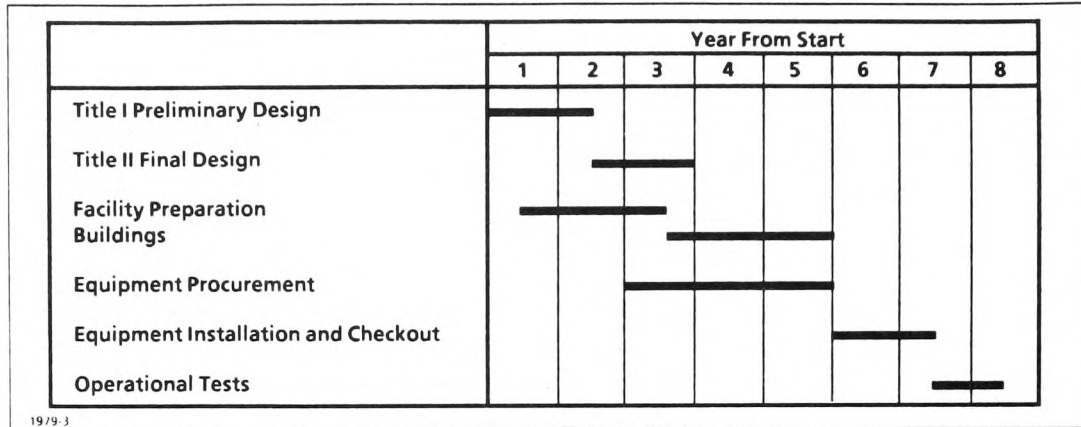 Year From Start
1 2 3 4 5 6 7 8
Title I Preliminary Design
Title II Final Design
Facility Preparation
Buildings
Equipment Procurement
Equipment Installation and Checkout
Operational Tests
1979-3